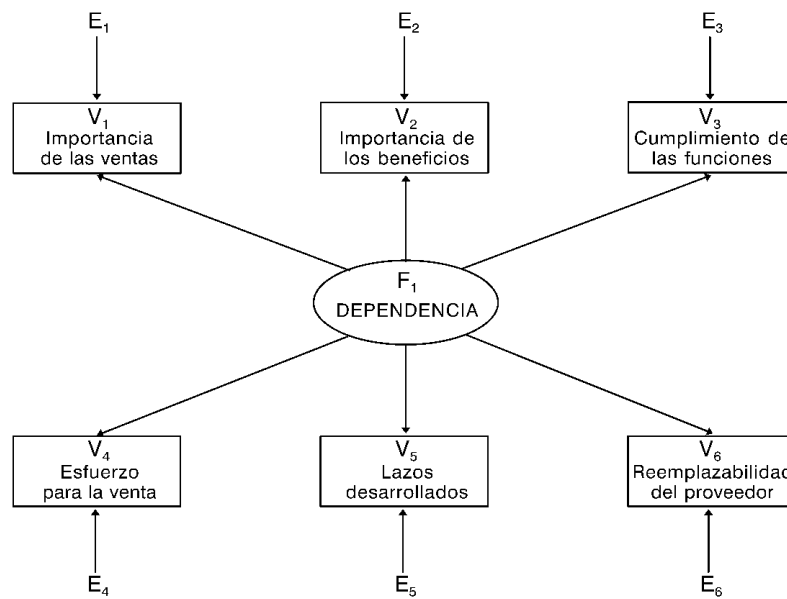 E₁ E₂ E₃
V₁ V₂ V₃
Importancia Importancia de Cumplimiento de
de las ventas los beneficios las funciones
F₁
DEPENDENCIA
V₄ V₅ V₆
Esfuerzo Lazos Reemplazabilidad
para la venta desarrollados del proveedor
E₄ E₅ E₆